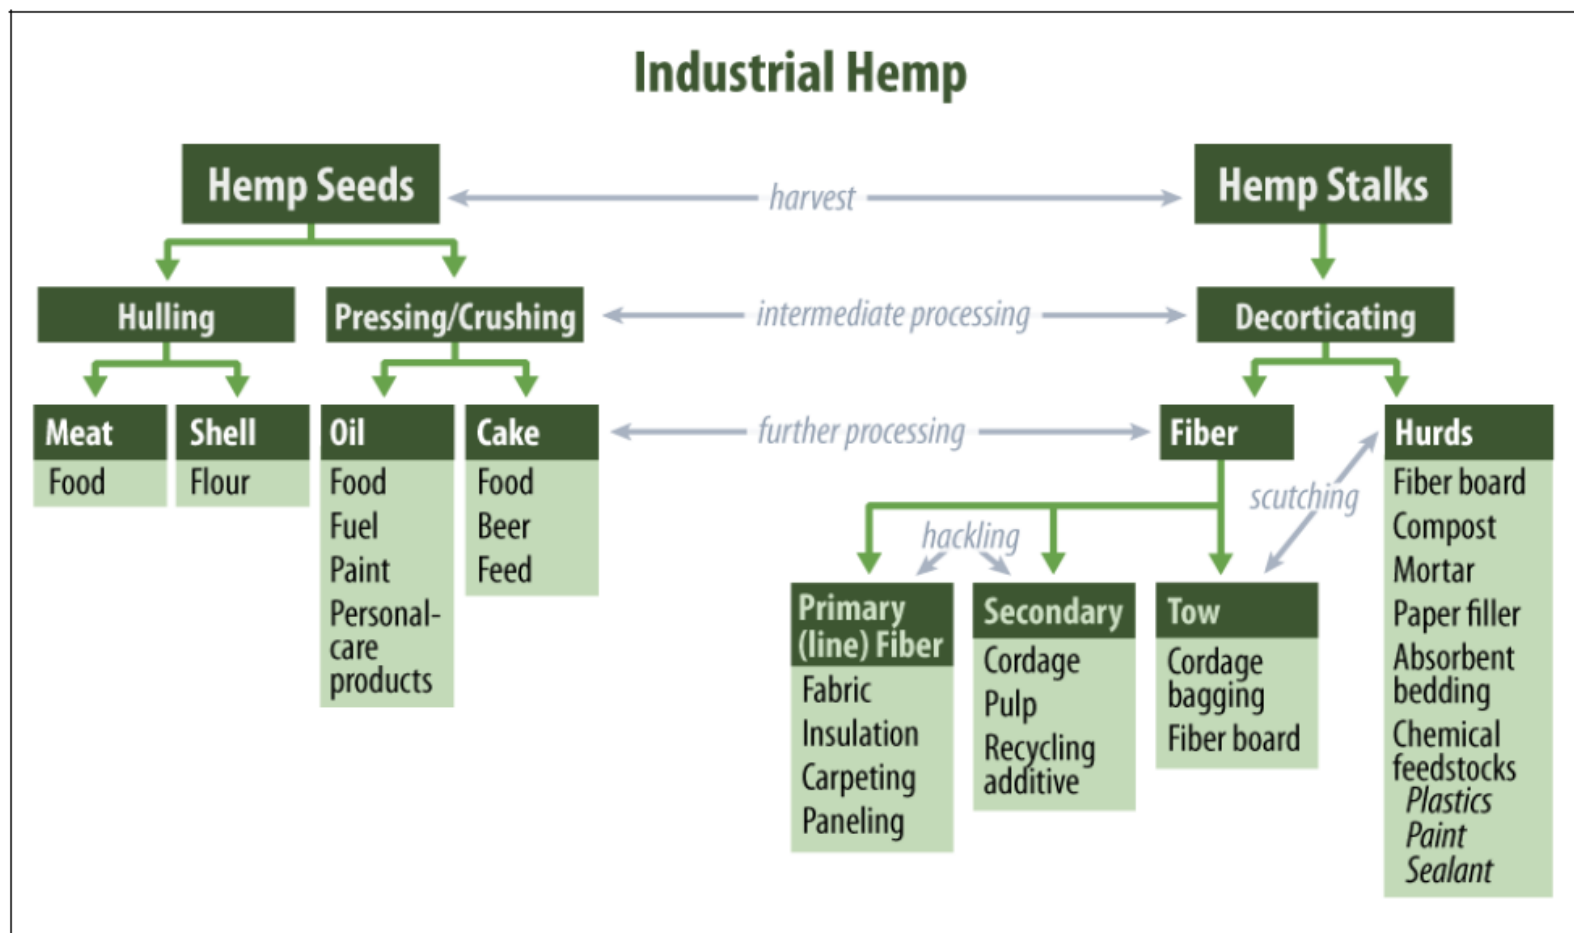 Industrial Hemp
Hemp Seeds
harvest
Hemp Stalks
Hulling
Pressing/Crushing
intermediate processing
Decorticating
Meat
Food
Shell
Flour
Oil
Food
Fuel
Paint
Personal-
care
products
Cake
Food
Beer
Feed
further processing
Fiber
hackling
scutching
Primary
(line) Fiber
Fabric
Insulation
Carpeting
Paneling
Secondary
Cordage
Pulp
Recycling
additive
Tow
Cordage
bagging
Fiber board
Hurds
Fiber board
Compost
Mortar
Paper filler
Absorbent
bedding
Chemical
feedstocks
Plastics
Paint
Sealant